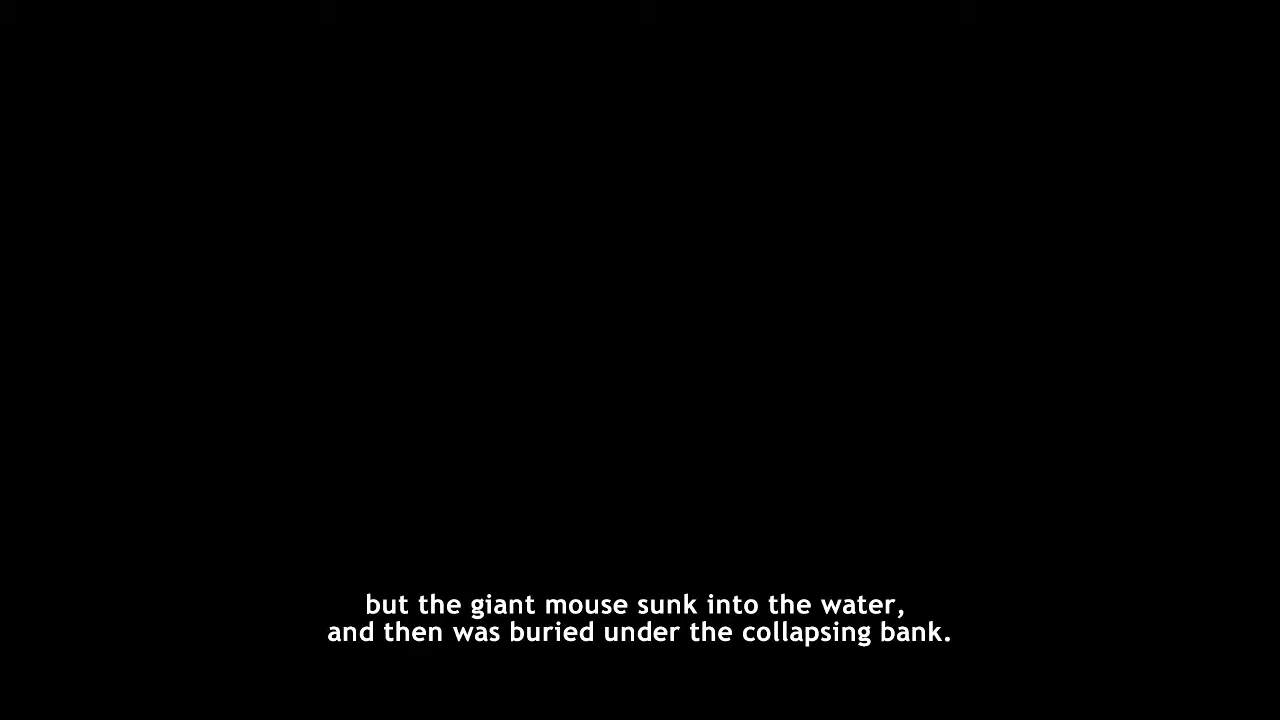 but the giant mouse sunk into the water,
and then was buried under the collapsing bank.